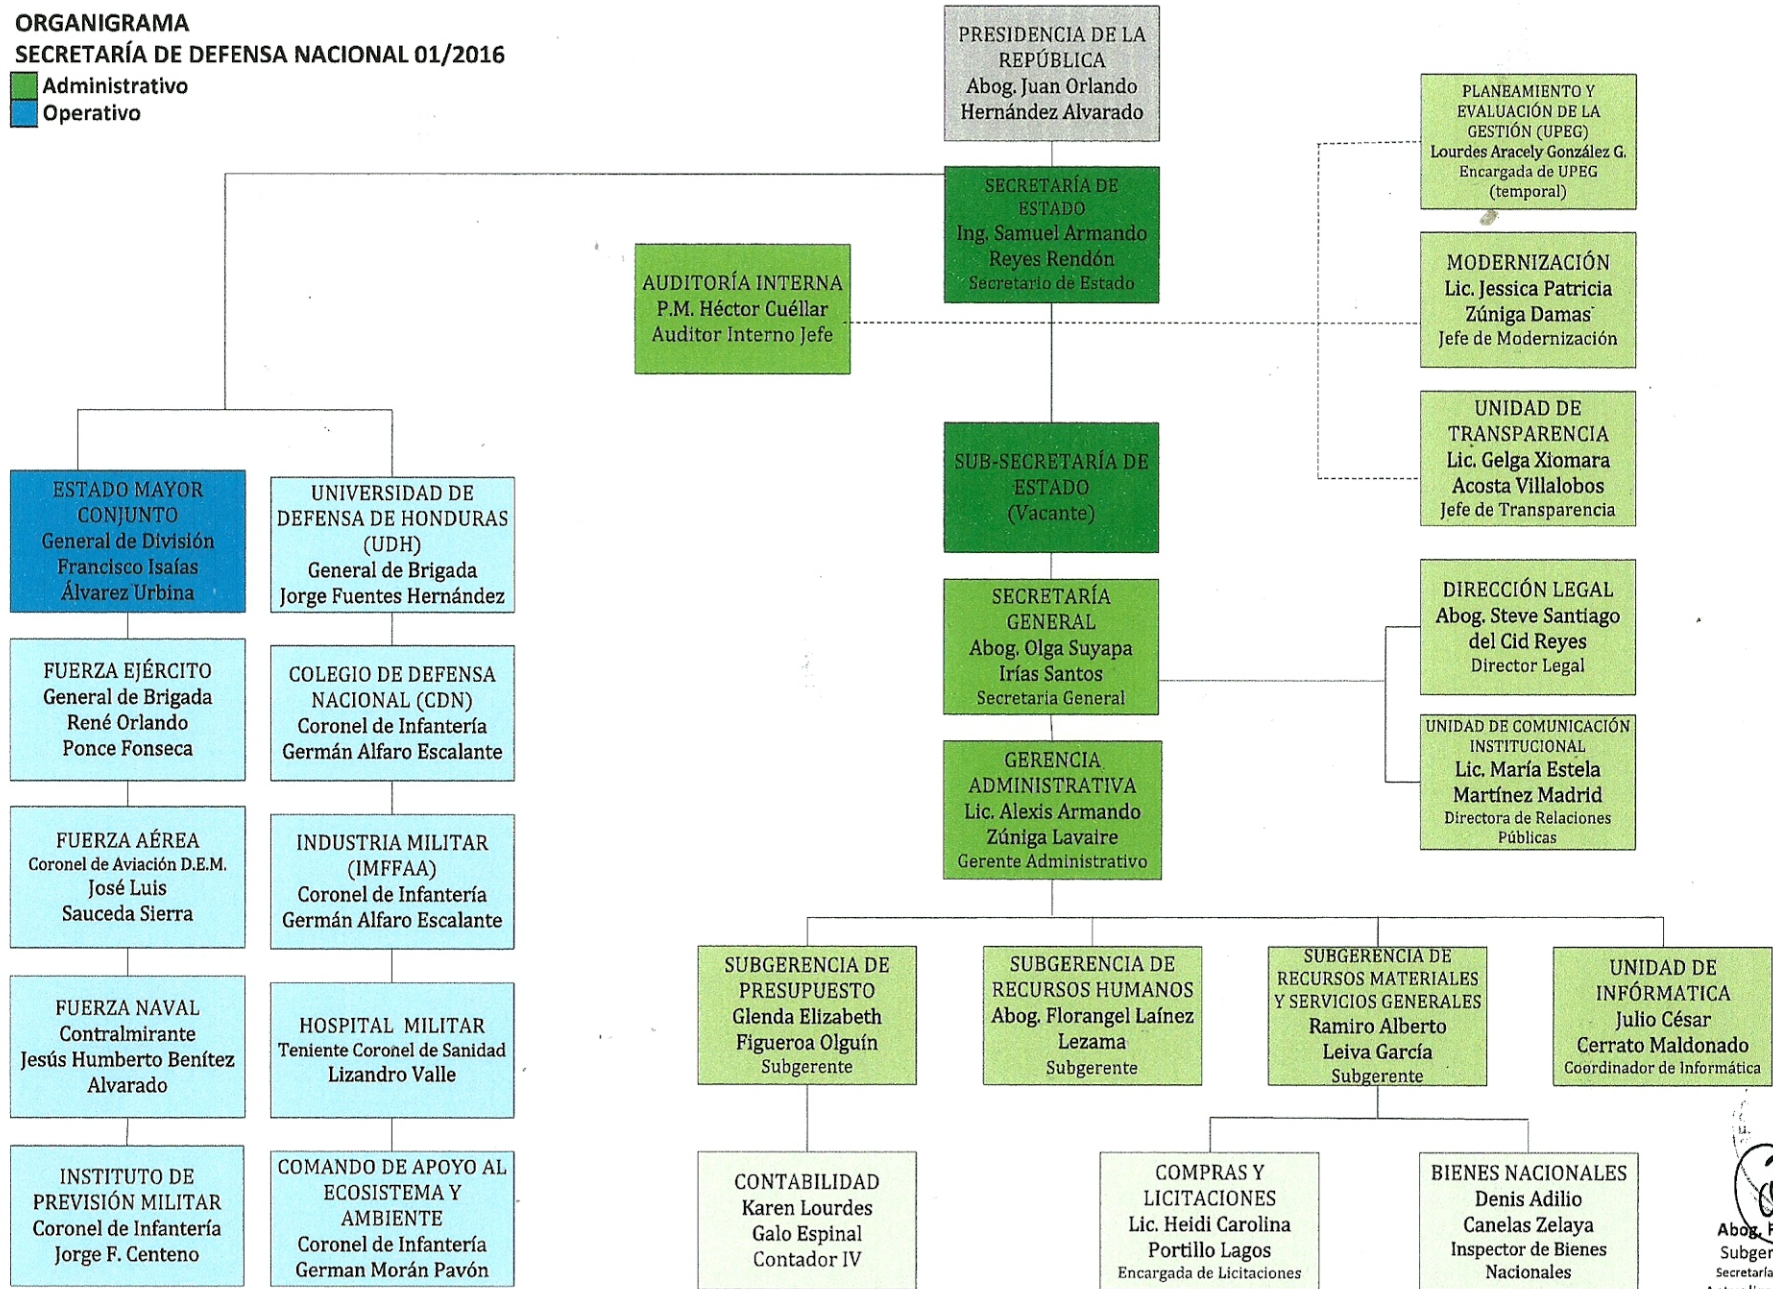 ORGANIGRAMA
SECRETARÍA DE DEFENSA NACIONAL 01/2016
Administrativo
Operativo
PRESIDENCIA DE LA
REPÚBLICA
Abog. Juan Orlando
Hernández Alvarado
SECRETARÍA DE
ESTADO
Ing. Samuel Armando
Reyes Rendón
Secretario de Estado
AUDITORÍA INTERNA
P.M. Héctor Cuéllar
Auditor Interno Jefe
PLANEAMIENTO Y
EVALUACIÓN DE LA
GESTIÓN (UPEG)
Lourdes Aracely González G.
Encargada de UPEG
(temporal)
MODERNIZACIÓN
Lic. Jessica Patricia
Zúniga Damas
Jefe de Modernización
UNIDAD DE
TRANSPARENCIA
Lic. Gelga Xiomara
Acosta Villalobos
Jefe de Transparencia
SUB-SECRETARÍA DE
ESTADO
(Vacante)
SECRETARÍA
GENERAL
Abog. Olga Suyapa
Irías Santos
Secretaria General
DIRECCIÓN LEGAL
Abog. Steve Santiago
del Cid Reyes
Director Legal
UNIDAD DE COMUNICACIÓN
INSTITUCIONAL
Lic. María Estela
Martínez Madrid
Directora de Relaciones
Públicas
GERENCIA
ADMINISTRATIVA
Lic. Alexis Armando
Zúniga Lavaire
Gerente Administrativo
ESTADO MAYOR
CONJUNTO
General de División
Francisco Isaías
Álvarez Urbina
FUERZA EJÉRCITO
General de Brigada
René Orlando
Ponce Fonseca
FUERZA AÉREA
Coronel de Aviación D.E.M.
José Luis
Sauceda Sierra
FUERZA NAVAL
Contralmirante
Jesús Humberto Benítez
Alvarado
INSTITUTO DE
PREVISIÓN MILITAR
Coronel de Infantería
Jorge F. Centeno
UNIVERSIDAD DE
DEFENSA DE HONDURAS
(UDH)
General de Brigada
Jorge Fuentes Hernández
COLEGIO DE DEFENSA
NACIONAL (CDN)
Coronel de Infantería
Germán Alfaro Escalante
INDUSTRIA MILITAR
(IMFFAA)
Coronel de Infantería
Germán Alfaro Escalante
HOSPITAL MILITAR
Teniente Coronel de Sanidad
Lizandro Valle
COMANDO DE APOYO AL
ECOSISTEMA Y
AMBIENTE
Coronel de Infantería
German Morán Pavón
SUBGERENCIA DE
PRESUPUESTO
Glenda Elizabeth
Figueroa Olguín
Subgerente
SUBGERENCIA DE
RECURSOS HUMANOS
Abog. Florangel Laínez
Lezama
Subgerente
SUBGERENCIA DE
RECURSOS MATERIALES
Y SERVICIOS GENERALES
Ramiro Alberto
Leiva García
Subgerente
UNIDAD DE
INFÓRMATICA
Julio César
Cerrato Maldonado
Coordinador de Informática
CONTABILIDAD
Karen Lourdes
Galo Espinal
Contador IV
COMPRAS Y
LICITACIONES
Lic. Heidi Carolina
Portillo Lagos
Encargada de Licitaciones
BIENES NACIONALES
Denis Adilio
Canelas Zelaya
Inspector de Bienes
Nacionales
Abog.
Secretaría